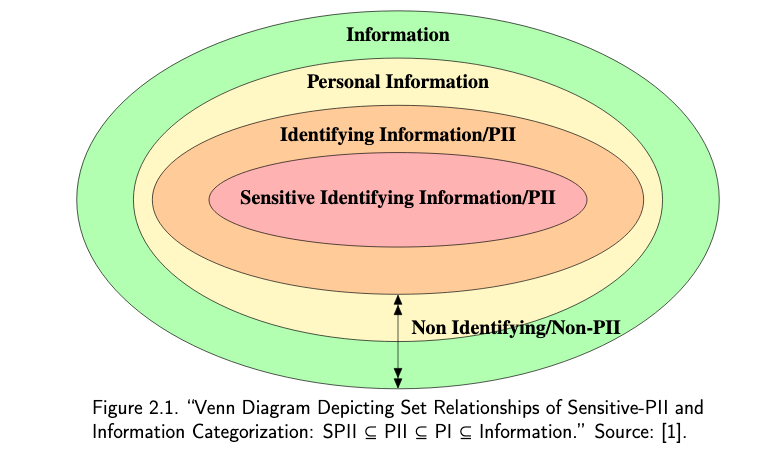 Information
Personal Information
Identifying Information/PII
Sensitive Identifying Information/PII
Non Identifying/Non-PII
Figure 2.1. “Venn Diagram Depicting Set Relationships of Sensitive-PII and
Information Categorization: SPII ⊆ PII ⊆ PI ⊆ Information.” Source: [1].